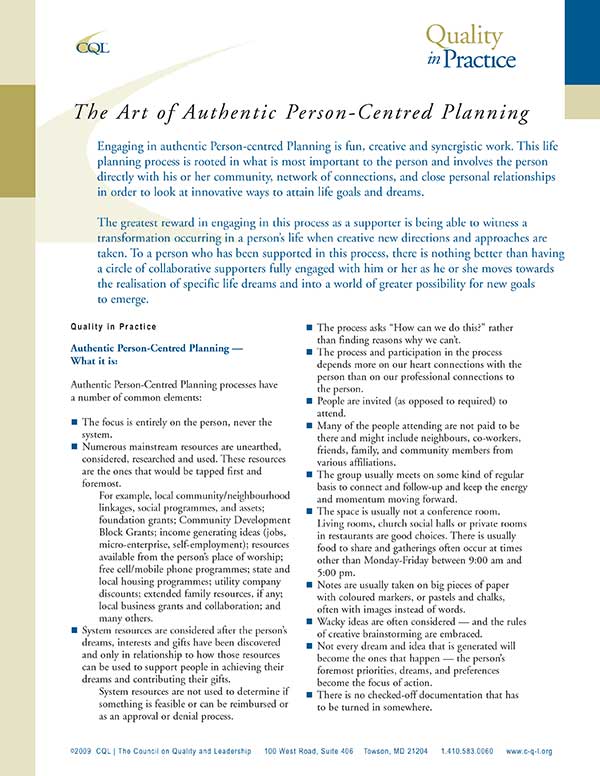 CQL
Quality
in Practice
The Art of Authentic Person-Centred Planning
Engaging in authentic Person-centred Planning is fun, creative and synergistic work. This life
planning process is rooted in what is most important to the person and involves the person
directly with his or her community, network of connections, and close personal relationships
in order to look at innovative ways to attain life goals and dreams.
The greatest reward in engaging in this process as a supporter is being able to witness a
transformation occurring in a person's life when creative new directions and approaches are
taken. To a person who has been supported in this process, there is nothing better than having
a circle of collaborative supporters fully engaged with him or her as he or she moves towards
the realisation of specific life dreams and into a world of greater possibility for new goals
to emerge.
Quality in Practice
Authentic Person-Centred Planning —
What it is:
Authentic Person-Centred Planning processes have
a number of common elements:
■ The focus is entirely on the person, never the
system.
■ Numerous mainstream resources are unearthed,
considered, researched and used. These resources
are the ones that would be tapped first and
foremost.
For example, local community/neighbourhood
linkages, social programmes, and assets;
foundation grants; Community Development
Block Grants; income generating ideas (jobs,
micro-enterprise, self-employment); resources
available from the person's place of worship;
free cell/mobile phone programmes; state and
local housing programmes; utility company
discounts; extended family resources, if any;
local business grants and collaboration; and
many others.
■ System resources are considered after the person's
dreams, interests and gifts have been discovered
and only in relationship to how those resources
can be used to support people in achieving their
dreams and contributing their gifts.
System resources are not used to determine if
something is feasible or can be reimbursed or
as an approval or denial process.
■ The process asks "How can we do this?" rather
than finding reasons why we can't.
■ The process and participation in the process
depends more on our heart connections with the
person than on our professional connections to
the person.
■ People are invited (as opposed to required) to
attend.
■ Many of the people attending are not paid to be
there and might include neighbours, co-workers,
friends, family, and community members from
various affiliations.
■ The group usually meets on some kind of regular
basis to connect and follow-up and keep the energy
and momentum moving forward.
■ The space is usually not a conference room.
Living rooms, church social halls or private rooms
in restaurants are good choices. There is usually
food to share and gatherings often occur at times
other than Monday-Friday between 9:00 am and
5:00 pm.
■ Notes are usually taken on big pieces of paper
with coloured markers, or pastels and chalks,
often with images instead of words.
■ Wacky ideas are often considered — and the rules
of creative brainstorming are embraced.
■ Not every dream and idea that is generated will
become the ones that happen — the person's
foremost priorities, dreams, and preferences
become the focus of action.
■ There is no checked-off documentation that has
to be turned in somewhere.
©2009 CQL | The Council on Quality and Leadership 100 West Road, Suite 406 Towson, MD 21204 1.410.583.0060 www.c-q-l.org